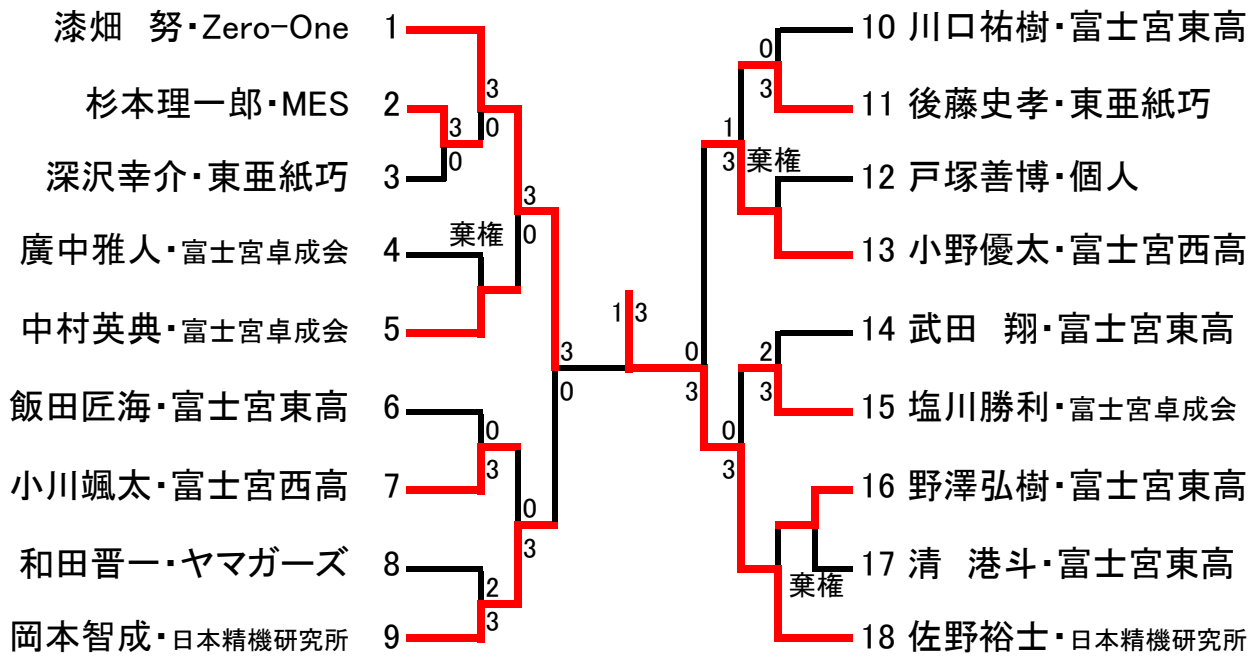 漆畑　努・Zero-One 1
杉本理一郎・MES 2
深沢幸介・東亜紙巧 3
廣中雅人・富士宮卓成会 4
中村英典・富士宮卓成会 5
飯田匠海・富士宮東高 6
小川颯太・富士宮西高 7
和田晋一・ヤマガーズ 8
岡本智成・日本精機研究所 9
3
0
3
0
3
0
棄権
0
3
2
3
0
3
3
0
1 3
10 川口祐樹・富士宮東高
11 後藤史孝・東亜紙巧
12 戸塚善博・個人
13 小野優太・富士宮西高
14 武田　翔・富士宮東高
15 塩川勝利・富士宮卓成会
16 野澤弘樹・富士宮東高
17 清　港斗・富士宮東高
18 佐野裕士・日本精機研究所
0
3
1
3
棄権
0
3
2
3
0
3
棄権